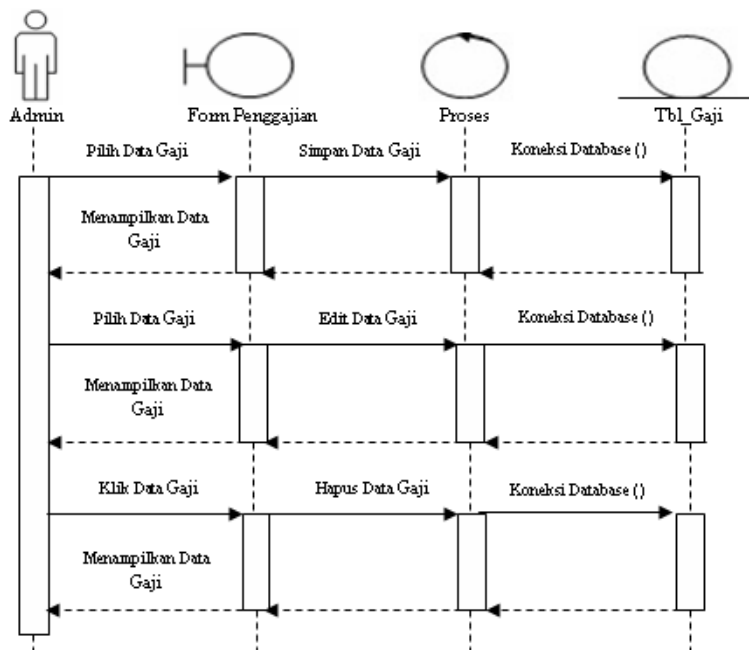 Admin
Form Penggajian
Proses
Tbl_Gaji
Pilih Data Gaji
Simpan Data Gaji
Koneksi Database ()
Menampilkan Data
Gaji
Pilih Data Gaji
Edit Data Gaji
Koneksi Database ()
Menampilkan Data
Gaji
Klik Data Gaji
Hapus Data Gaji
Koneksi Database ()
Menampilkan Data
Gaji